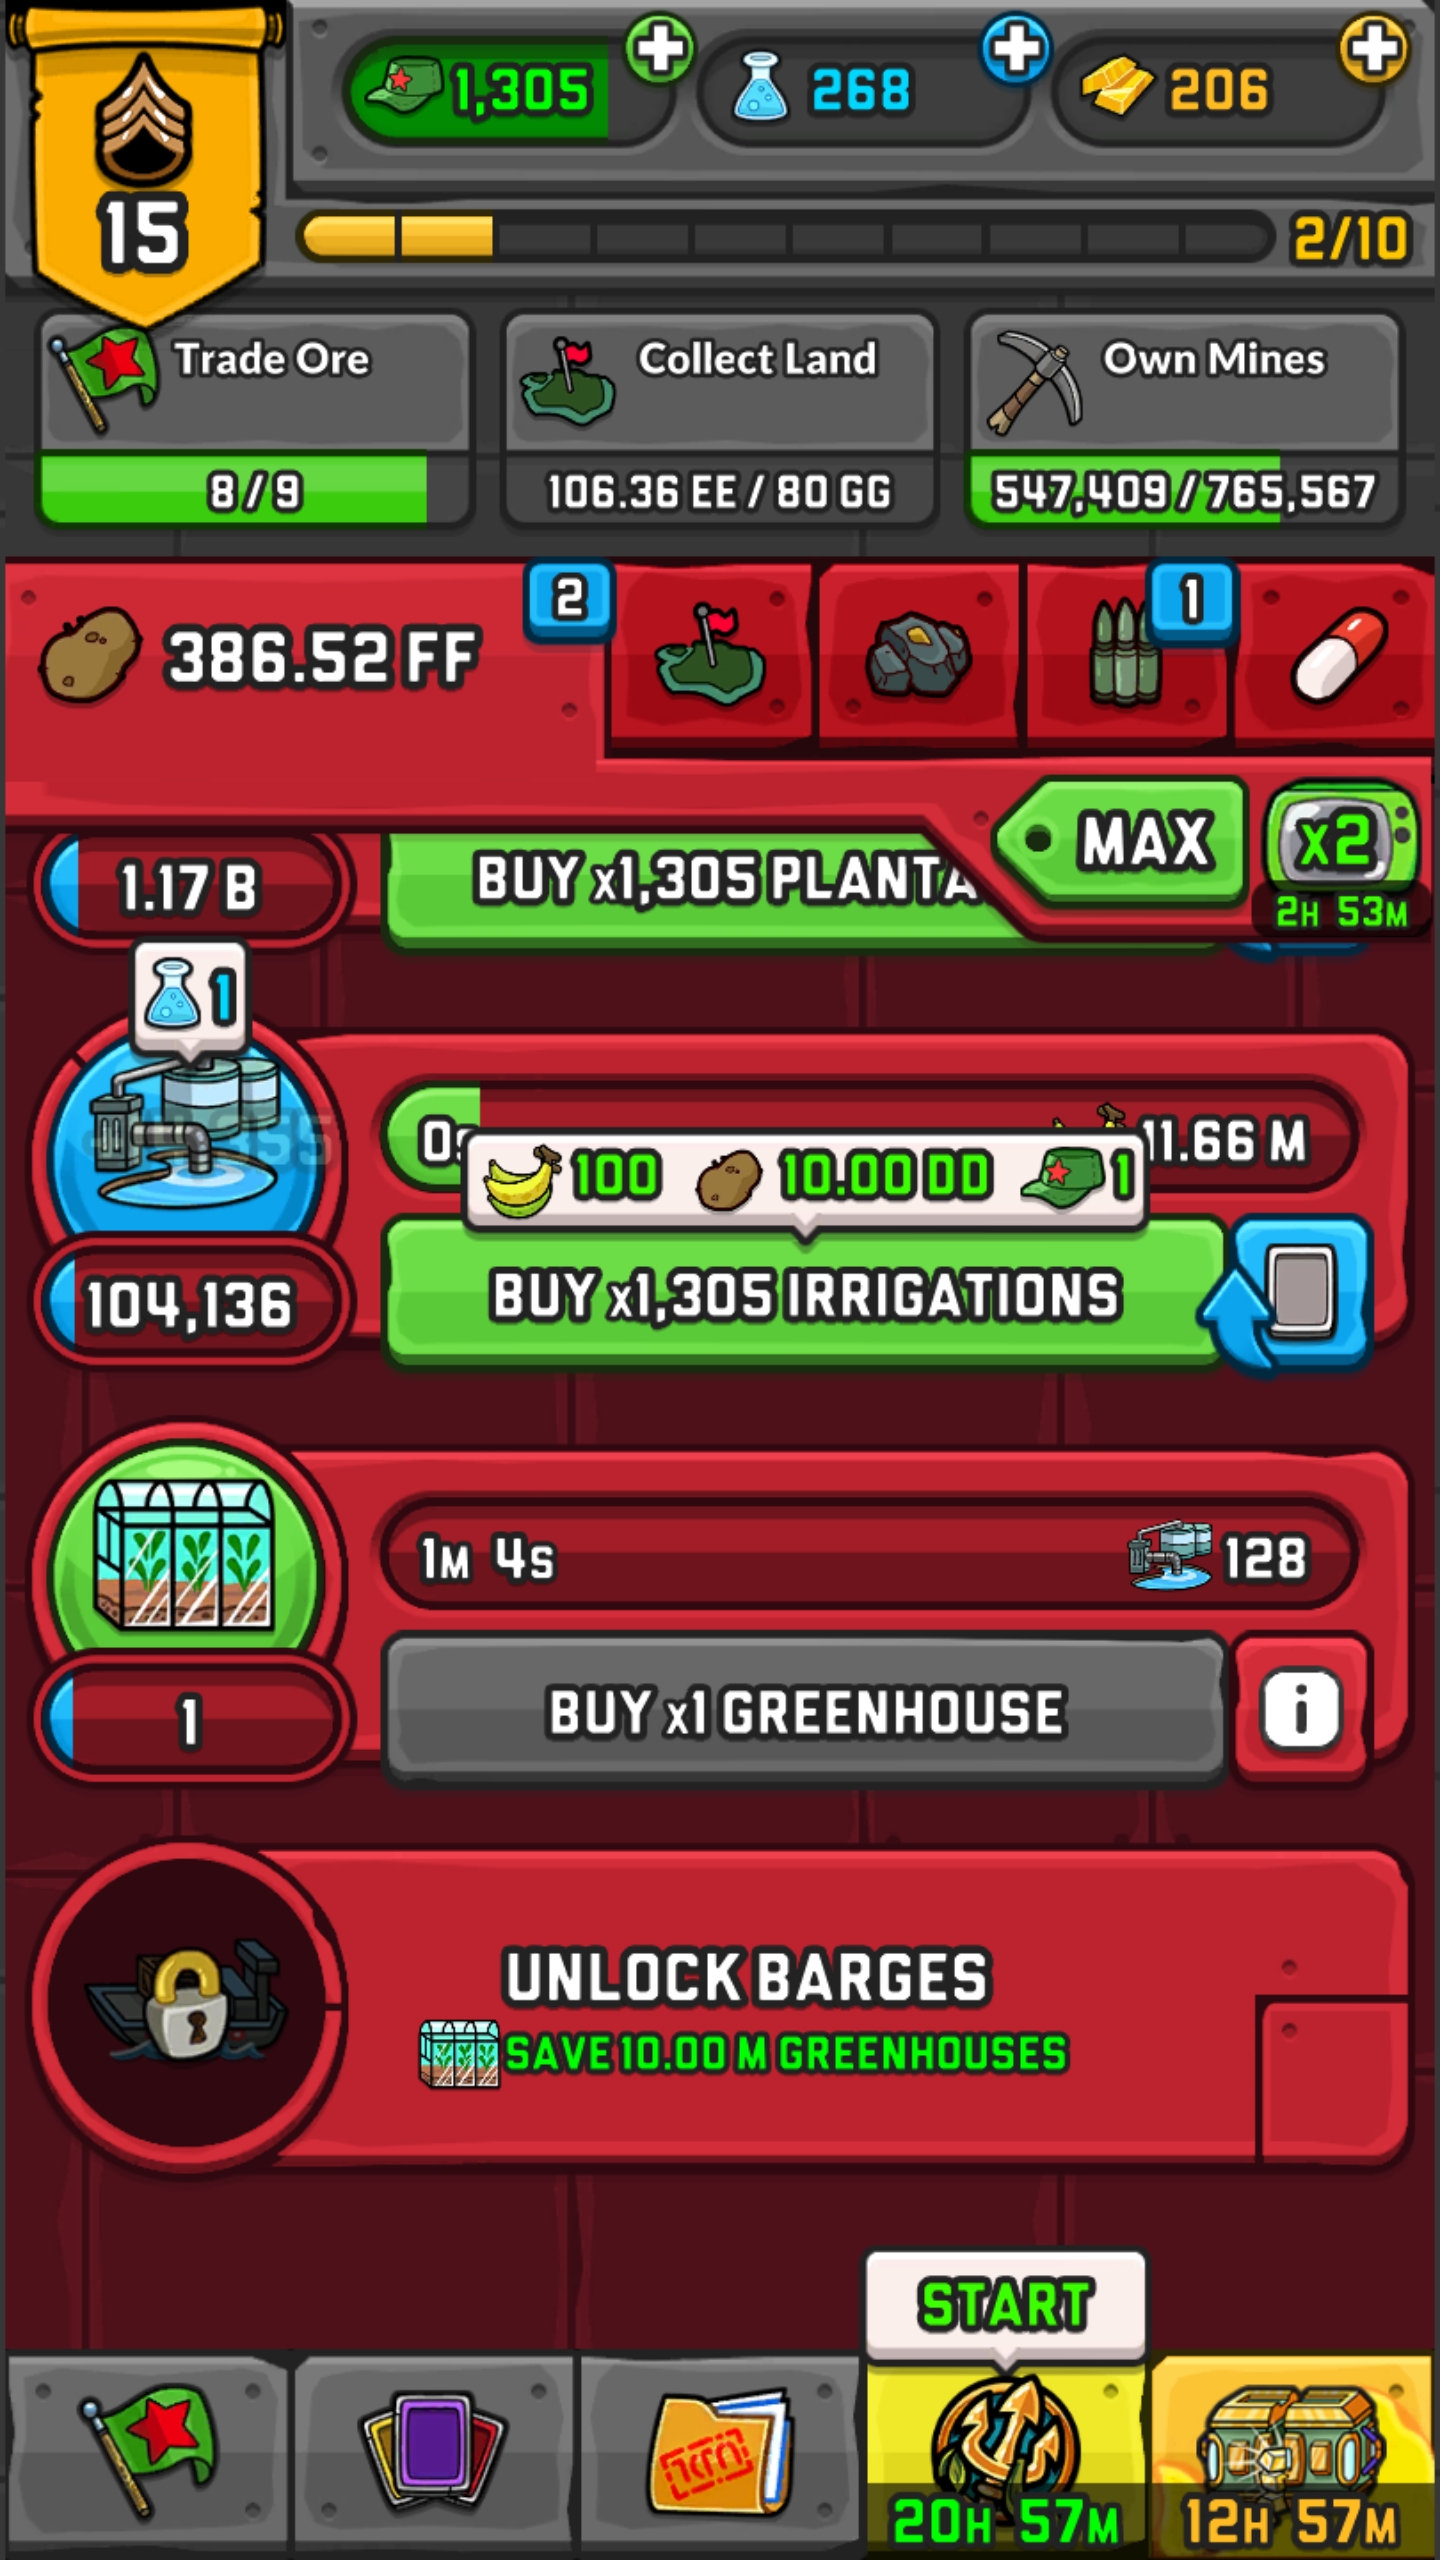 15
1,305
268
206
2/10
Trade Ore
8/9
Collect Land
106.36 EE / 80 GG
Own Mines
547,409/765,567
386.52 FF
2
1
MAX
x2
2H 53M
1.17 B
BUY x1,305 PLANTA
1
11.66 M
100
10.00 DD
1
104,136
BUY x1,305 IRRIGATIONS
1M 4S
128
1
BUY x1 GREENHOUSE
i
UNLOCK BARGES
SAVE 10.00 M GREENHOUSES
START
20H 57M
12H 57M